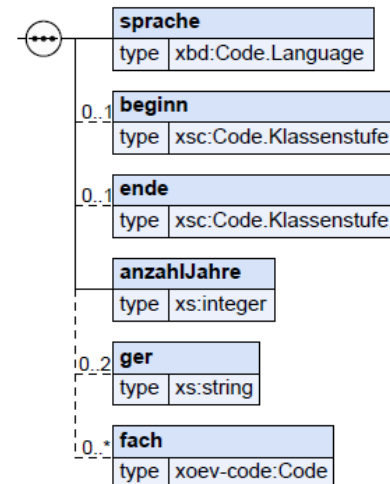 sprache
type xbd:Code.Language
0..1 beginn
type xsc:Code.Klassenstufe
0..1 ende
type xsc:Code.Klassenstufe
anzahlJahre
type xs:integer
0..2 ger
type xs:string
0..* fach
type xoev-code:Code